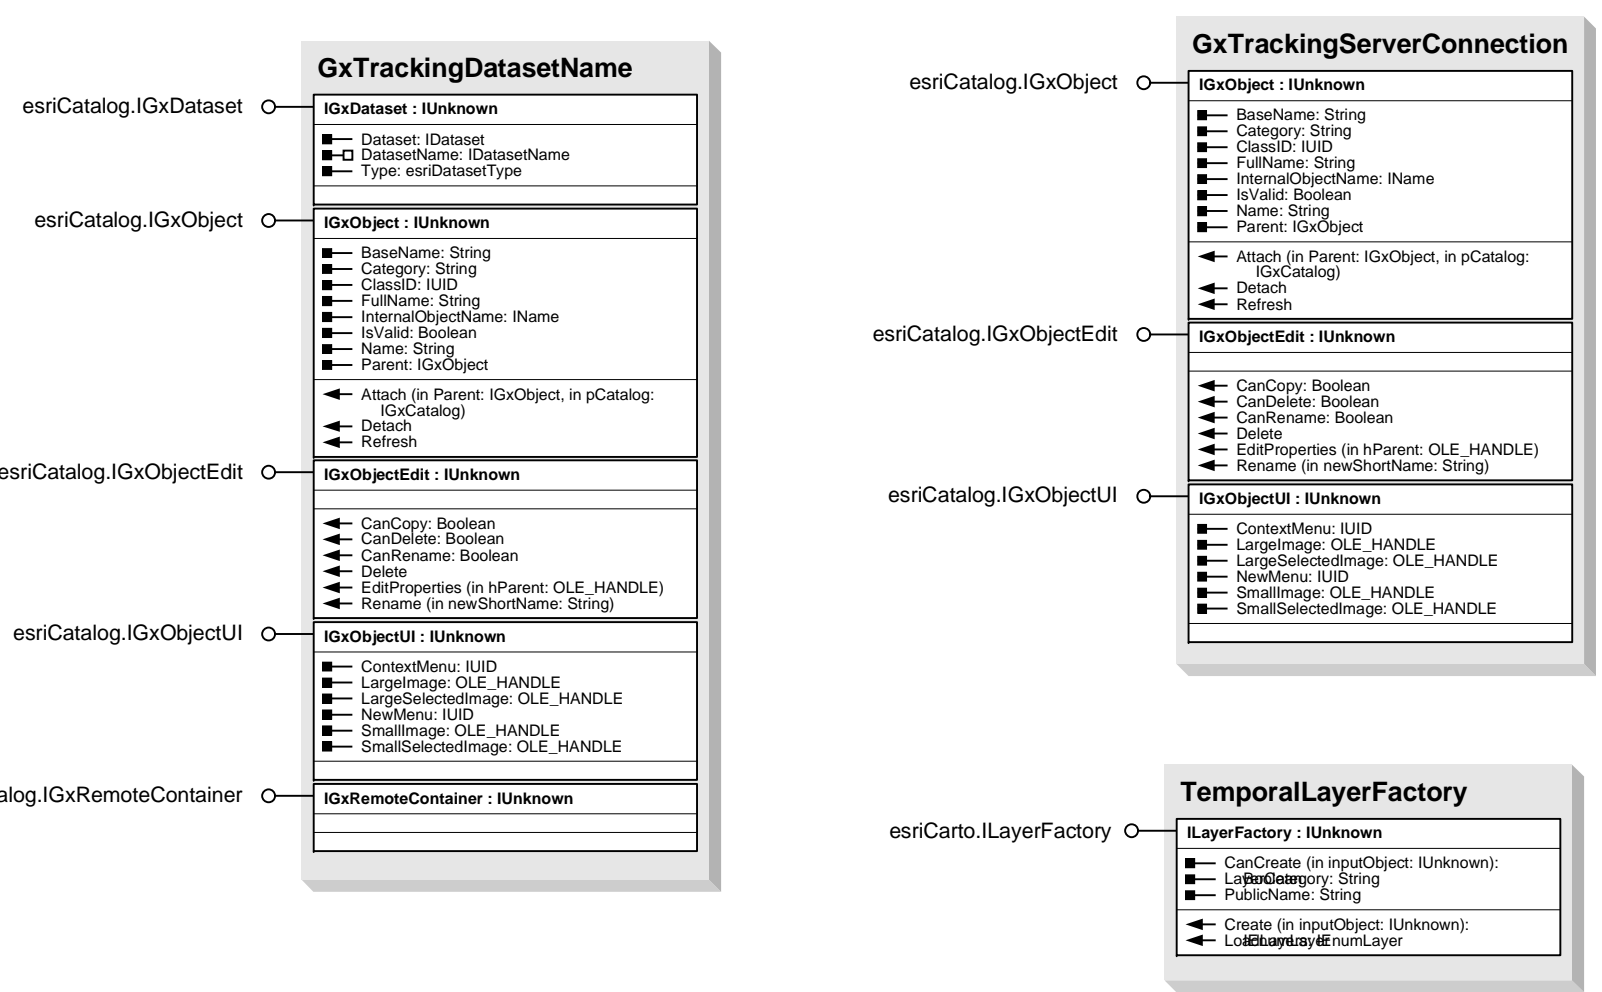 GxTrackingDatasetName
esriCatalog.IGxDataset
IGxDataset : IUnknown
Dataset: IDataset
DatasetName: IDatasetName
Type: esriDatasetType
esriCatalog.IGxObject
IGxObject : IUnknown
BaseName: String
Category: String
ClassID: IUID
FullName: String
InternalObjectName: IName
IsValid: Boolean
Name: String
Parent: IGxObject
Attach (in Parent: IGxObject, in pCatalog:
IGxCatalog)
Detach
Refresh
esriCatalog.IGxObjectEdit
IGxObjectEdit : IUnknown
CanCopy: Boolean
CanDelete: Boolean
CanRename: Boolean
Delete
EditProperties (in hParent: OLE_HANDLE)
Rename (in newShortName: String)
esriCatalog.IGxObjectUI
IGxObjectUI : IUnknown
ContextMenu: IUID
LargeImage: OLE_HANDLE
LargeSelectedImage: OLE_HANDLE
NewMenu: IUID
SmallImage: OLE_HANDLE
SmallSelectedImage: OLE_HANDLE
alog.IGxRemoteContainer
IGxRemoteContainer : IUnknown
GxTrackingServerConnection
esriCatalog.IGxObject
IGxObject : IUnknown
BaseName: String
Category: String
ClassID: IUID
FullName: String
InternalObjectName: IName
IsValid: Boolean
Name: String
Parent: IGxObject
Attach (in Parent: IGxObject, in pCatalog:
IGxCatalog)
Detach
Refresh
esriCatalog.IGxObjectEdit
IGxObjectEdit : IUnknown
CanCopy: Boolean
CanDelete: Boolean
CanRename: Boolean
Delete
EditProperties (in hParent: OLE_HANDLE)
Rename (in newShortName: String)
esriCatalog.IGxObjectUI
IGxObjectUI : IUnknown
ContextMenu: IUID
LargeImage: OLE_HANDLE
LargeSelectedImage: OLE_HANDLE
NewMenu: IUID
SmallImage: OLE_HANDLE
SmallSelectedImage: OLE_HANDLE
TemporalLayerFactory
esriCarto.ILayerFactory
ILayerFactory : IUnknown
CanCreate (in inputObject: IUnknown):
Boolean
LayerCategory: String
PublicName: String
Create (in inputObject: IUnknown):